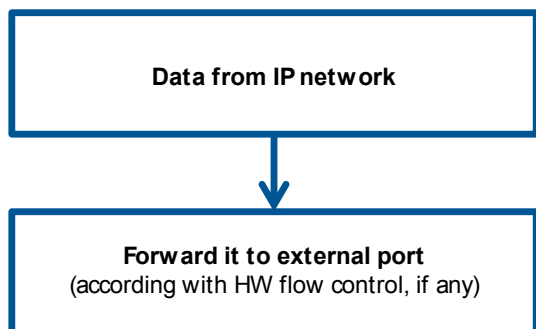 Data from IP network
Forward it to external port
(according with HW flow control, if any)